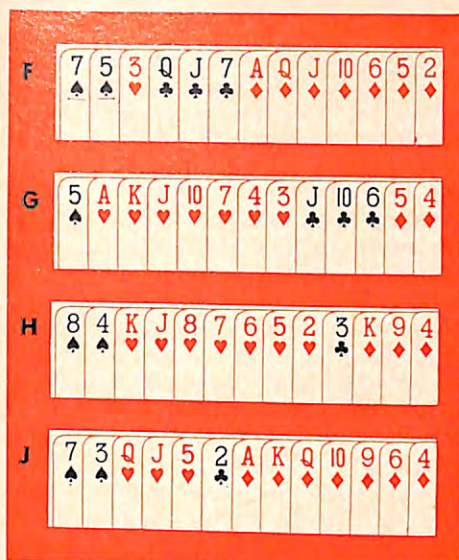 F 7♠ 5♠ 3♥ Q♣ J♣ 7♣ A♦ Q♦ J♦ 10♦ 6♦ 5♦ 2♦
G 5♠ A♥ K♥ J♥ 10♥ 7♥ 4♥ 3♥ J♣ 10♣ 6♣ 5♦ 4♦
H 8♠ 4♠ K♥ J♥ 8♥ 7♥ 6♥ 5♥ 2♥ 3♣ K♦ 9♦ 4♦
J 7♠ 3♠ Q♥ J♥ 5♥ 2♣ A♦ K♦ Q♦ 10♦ 9♦ 6♦ 4♦